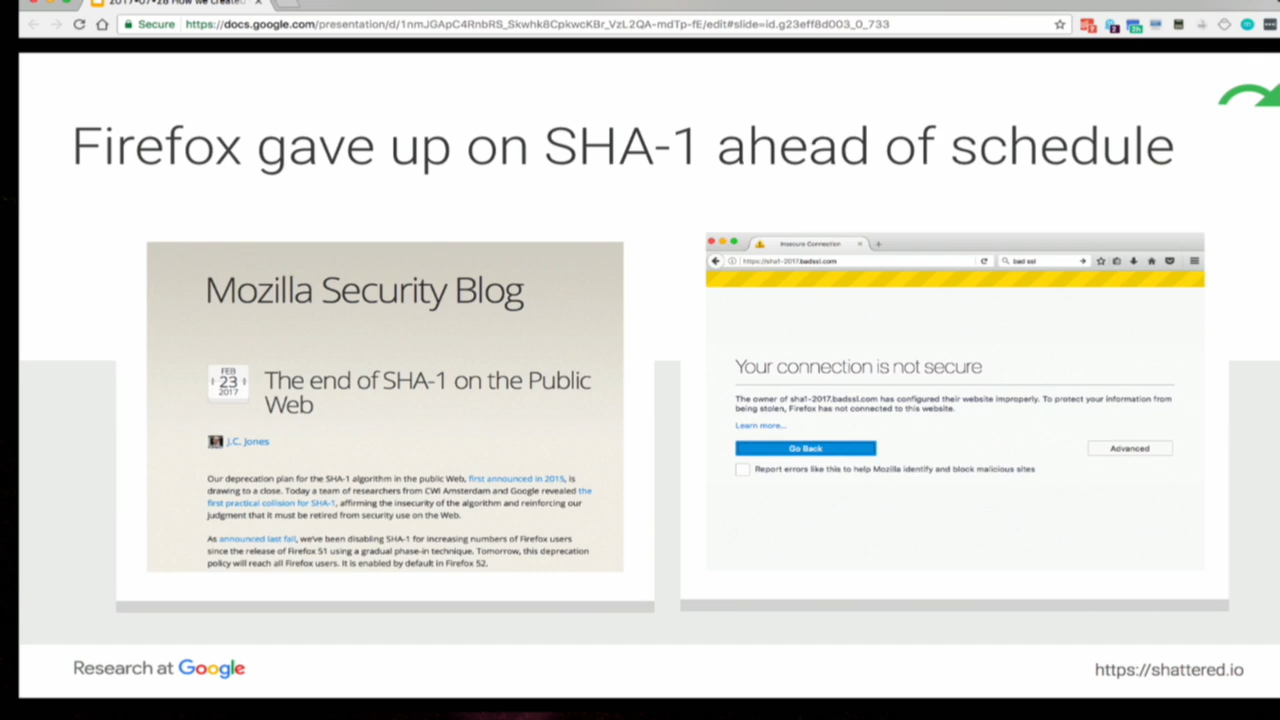 2017-07-28 How we Created
Secure https://docs.google.com/presentation/d/1nmJGApC4RnbRS_Skwhk8CpkwcKBr_VzL2QA-mdTp-fE/edit#slide=id.g23eff8d003_0_733
Firefox gave up on SHA-1 ahead of schedule
Mozilla Security Blog
FEB
23
2017
The end of SHA-1 on the Public
Web
J.C. Jones
Our deprecation plan for the SHA-1 algorithm in the public Web, first announced in 2015, is
drawing to a close. Today a team of researchers from CWI Amsterdam and Google revealed the
first practical collision for SHA-1, affirming the insecurity of the algorithm and reinforcing our
judgment that it must be retired from security use on the Web.
As announced last fall, we've been disabling SHA-1 for increasing numbers of Firefox users
since the release of Firefox 51 using a gradual phase-in technique. Tomorrow, this deprecation
policy will reach all Firefox users. It is enabled by default in Firefox 52.
Insecure Connection
https://sha1-2017.badssl.com
bad ssl
Your connection is not secure
The owner of sha1-2017.badssl.com has configured their website improperly. To protect your information from
being stolen, Firefox has not connected to this website.
Learn more...
Go Back
Advanced
Report errors like this to help Mozilla identify and block malicious sites
Research at Google
https://shattered.io